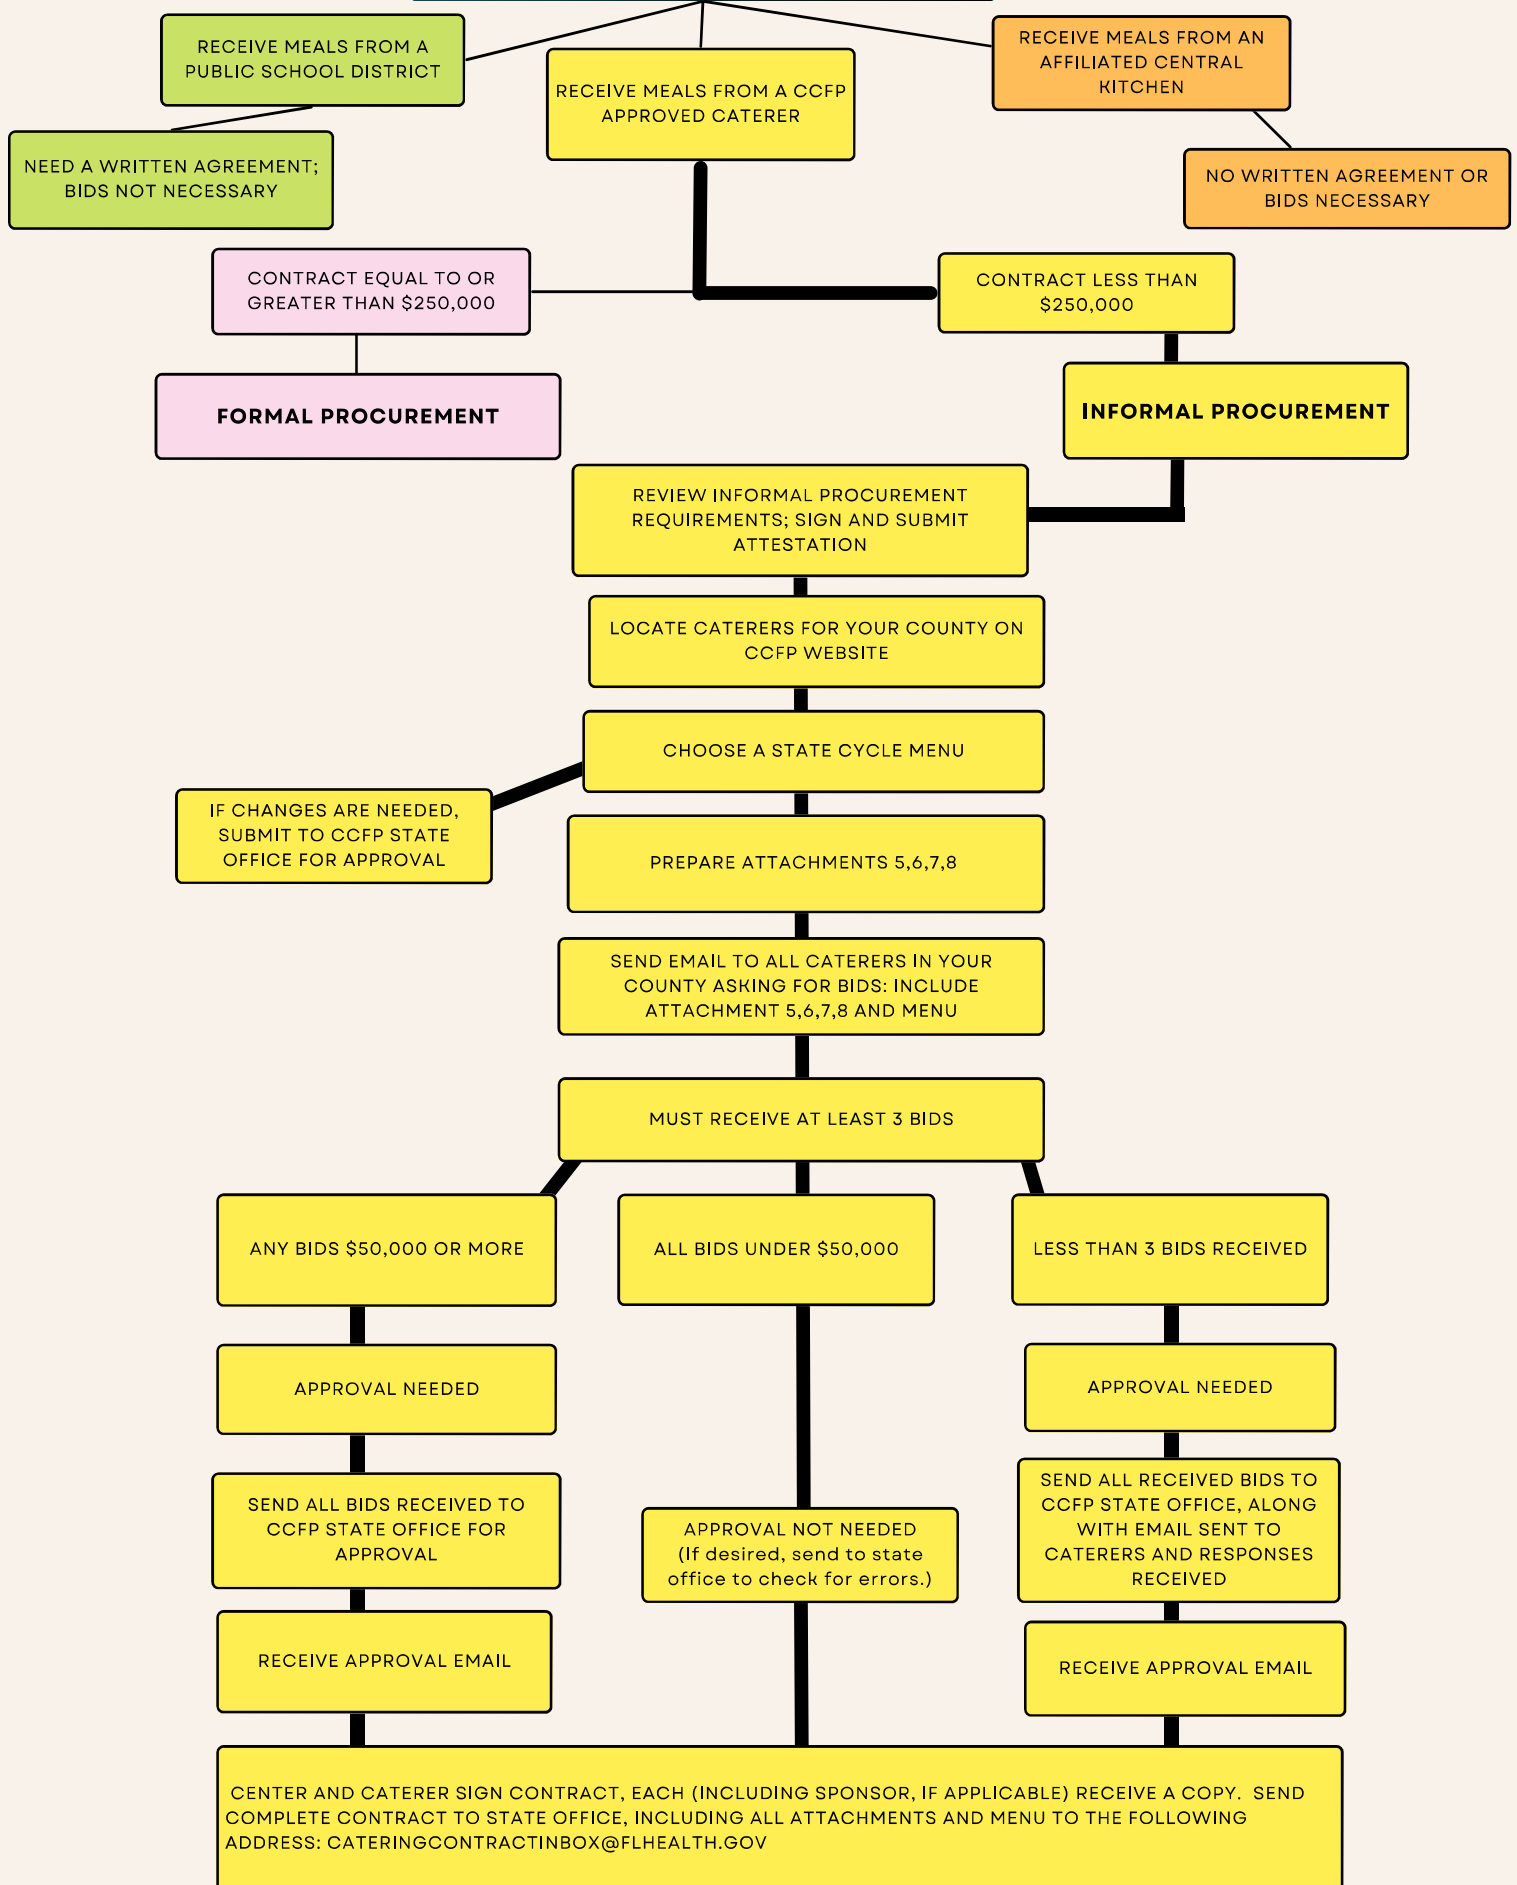 RECEIVE MEALS FROM A
PUBLIC SCHOOL DISTRICT
RECEIVE MEALS FROM A CCFP
APPROVED CATERER
RECEIVE MEALS FROM AN
AFFILIATED CENTRAL
KITCHEN
NEED A WRITTEN AGREEMENT;
BIDS NOT NECESSARY
NO WRITTEN AGREEMENT OR
BIDS NECESSARY
CONTRACT EQUAL TO OR
GREATER THAN $250,000
CONTRACT LESS THAN
$250,000
FORMAL PROCUREMENT
INFORMAL PROCUREMENT
REVIEW INFORMAL PROCUREMENT
REQUIREMENTS; SIGN AND SUBMIT
ATTESTATION
LOCATE CATERERS FOR YOUR COUNTY ON
CCFP WEBSITE
CHOOSE A STATE CYCLE MENU
IF CHANGES ARE NEEDED,
SUBMIT TO CCFP STATE
OFFICE FOR APPROVAL
PREPARE ATTACHMENTS 5,6,7,8
SEND EMAIL TO ALL CATERERS IN YOUR
COUNTY ASKING FOR BIDS: INCLUDE
ATTACHMENT 5,6,7,8 AND MENU
MUST RECEIVE AT LEAST 3 BIDS
ANY BIDS $50,000 OR MORE
ALL BIDS UNDER $50,000
LESS THAN 3 BIDS RECEIVED
APPROVAL NEEDED
APPROVAL NEEDED
SEND ALL BIDS RECEIVED TO
CCFP STATE OFFICE FOR
APPROVAL
APPROVAL NOT NEEDED
(If desired, send to state
office to check for errors.)
SEND ALL RECEIVED BIDS TO
CCFP STATE OFFICE, ALONG
WITH EMAIL SENT TO
CATERERS AND RESPONSES
RECEIVED
RECEIVE APPROVAL EMAIL
RECEIVE APPROVAL EMAIL
CENTER AND CATERER SIGN CONTRACT, EACH (INCLUDING SPONSOR, IF APPLICABLE) RECEIVE A COPY. SEND
COMPLETE CONTRACT TO STATE OFFICE, INCLUDING ALL ATTACHMENTS AND MENU TO THE FOLLOWING
ADDRESS: CATERINGCONTRACTINBOX@FLHEALTH.GOV